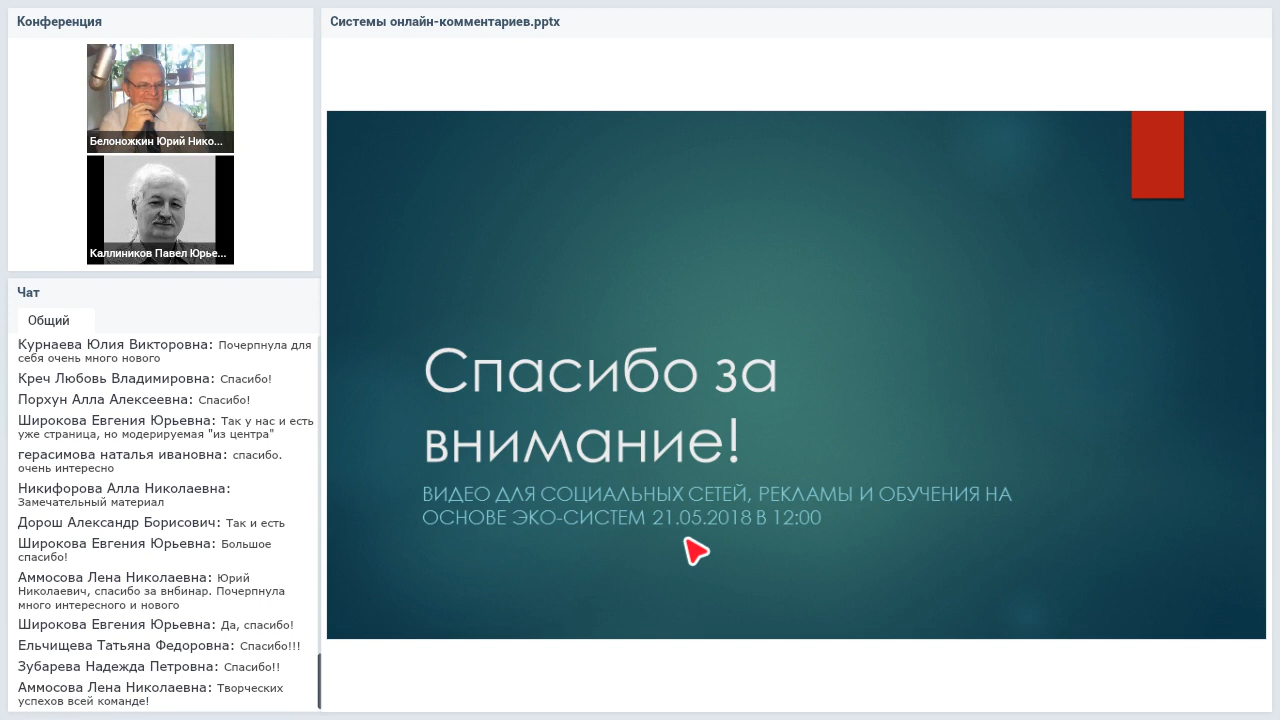 Конференция
Белоножкин Юрий Нико...
Каллиников Павел Юрье...
Чат
Общий
Курнаева Юлия Викторовна: Почерпнула для
себя очень много нового
Креч Любовь Владимировна: Спасибо!
Порхун Алла Алексеевна: Спасибо!
Широкова Евгения Юрьевна: Так у нас и есть
уже страница, но модерируемая "из центра"
герасимова наталья ивановна: спасибо.
очень интересно
Никифорова Алла Николаевна:
Замечательный материал
Дорош Александр Борисович: Так и есть
Широкова Евгения Юрьевна: Большое
спасибо!
Аммосова Лена Николаевна: Юрий
Николаевич, спасибо за внбинар. Почерпнула
много интересного и нового
Широкова Евгения Юрьевна: Да, спасибо!
Ельчищева Татьяна Федоровна: Спасибо!!!
Зубарева Надежда Петровна: Спасибо!!
Аммосова Лена Николаевна: Творческих
успехов всей команде!
Системы онлайн-комментариев.pptx
Спасибо за
внимание!
ВИДЕО ДЛЯ СОЦИАЛЬНЫХ СЕТЕЙ, РЕКЛАМЫ И ОБУЧЕНИЯ НА
ОСНОВЕ ЭКО-СИСТЕМ 21.05.2018 В 12:00